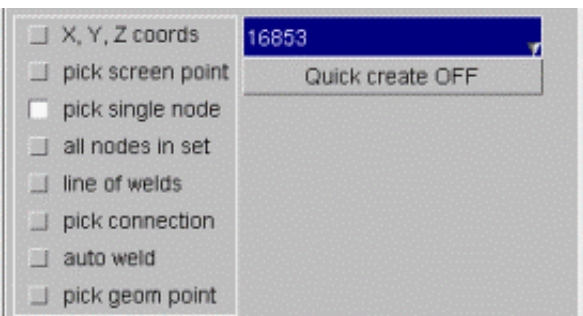 X, Y, Z coords
pick screen point
pick single node
all nodes in set
line of welds
pick connection
auto weld
pick geom point
16853
Quick create OFF